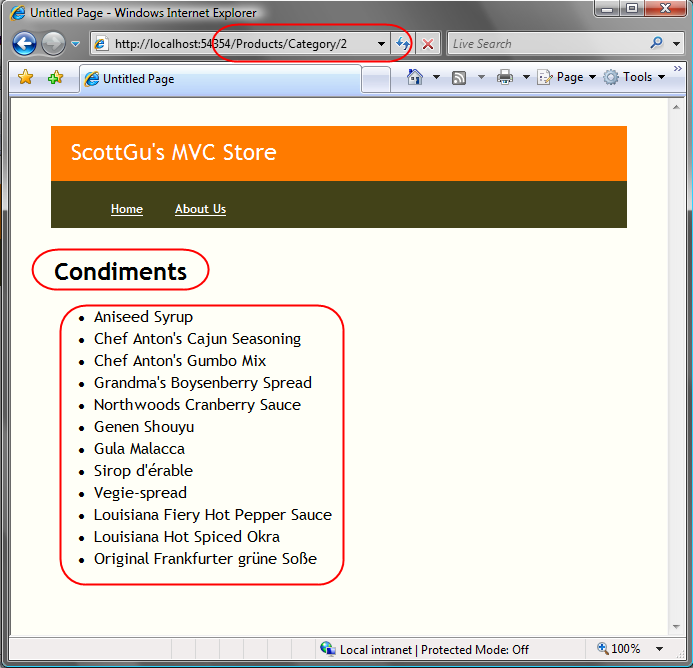 Untitled Page - Windows Internet Explorer
http://localhost:54354/Products/Category/2
Live Search
Untitled Page
Page
Tools
ScottGu's MVC Store
Home About Us
Condiments
• Aniseed Syrup
• Chef Anton's Cajun Seasoning
• Chef Anton's Gumbo Mix
• Grandma's Boysenberry Spread
• Northwoods Cranberry Sauce
• Genen Shouyu
• Gula Malacca
• Sirop d'érable
• Vegie-spread
• Louisiana Fiery Hot Pepper Sauce
• Louisiana Hot Spiced Okra
• Original Frankfurter grüne Soße
Local intranet | Protected Mode: Off
100%